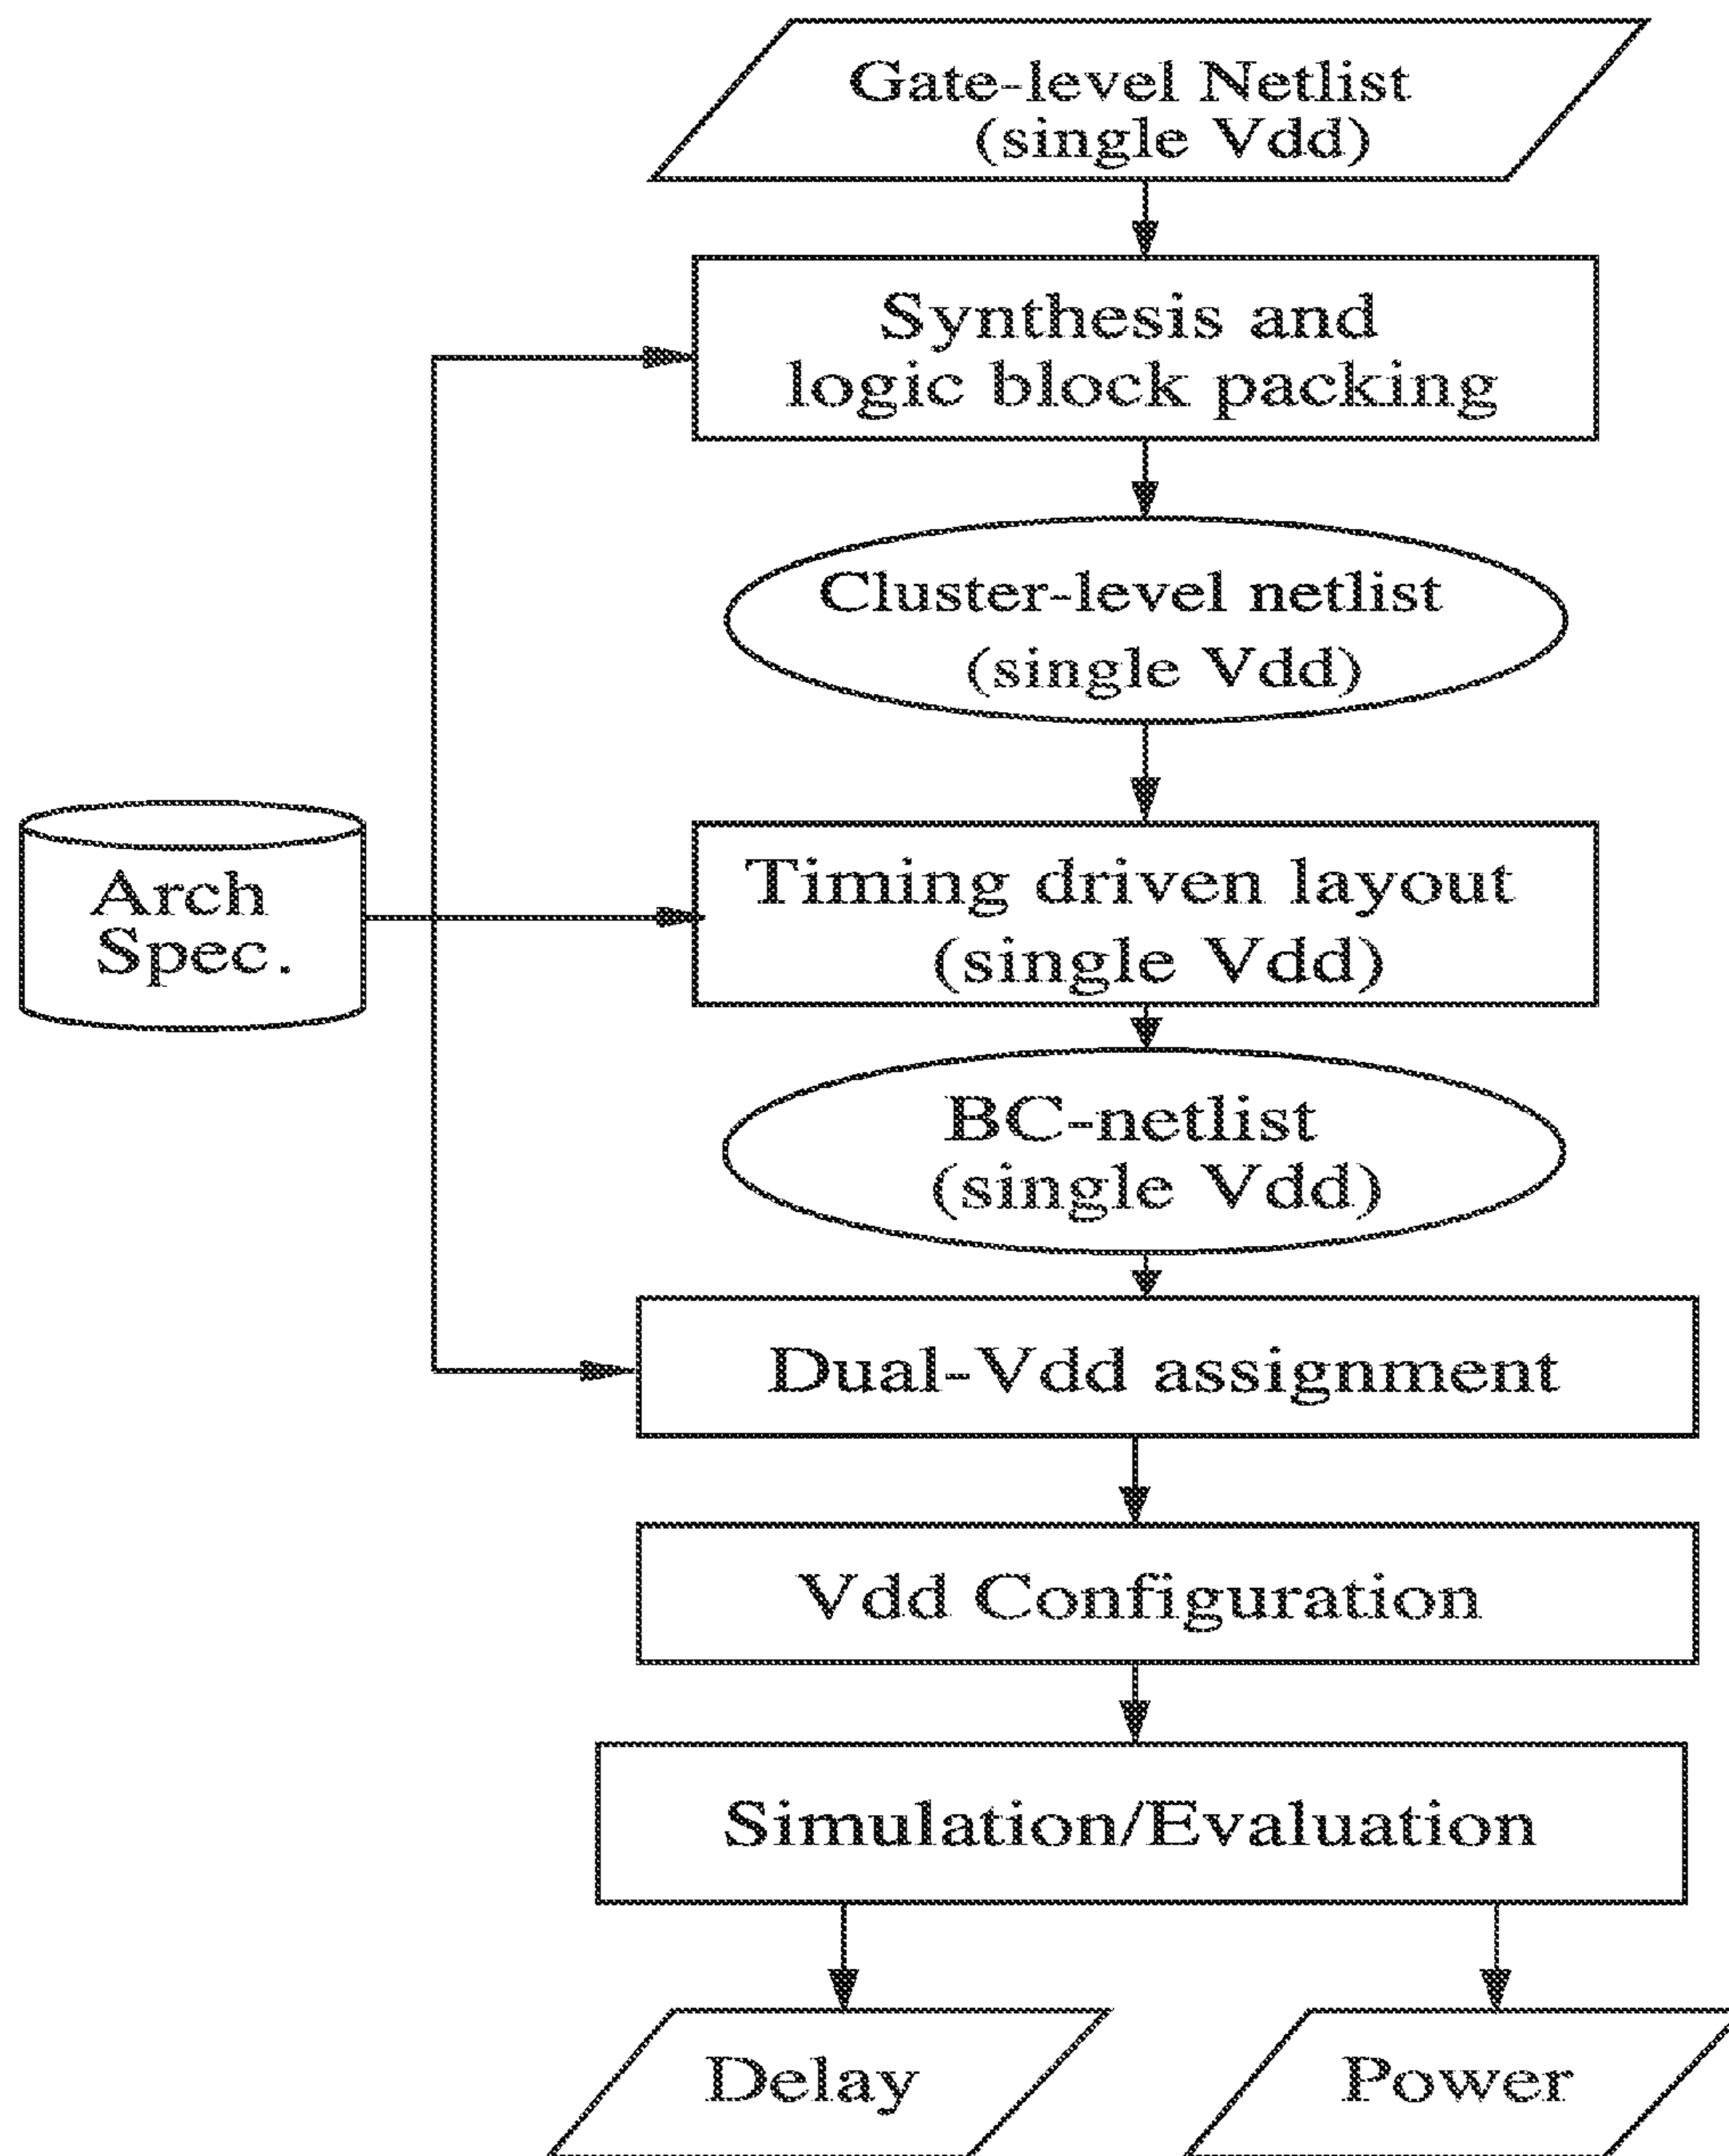 Gate-level Netlist
(single Vdd)
Synthesis and
logic block packing
Cluster-level netlist
(single Vdd)
Arch
Spec.
Timing driven layout
(single Vdd)
BC-netlist
(single Vdd)
Dual-Vdd assignment
Vdd Configuration
Simulation/Evaluation
Delay
Power